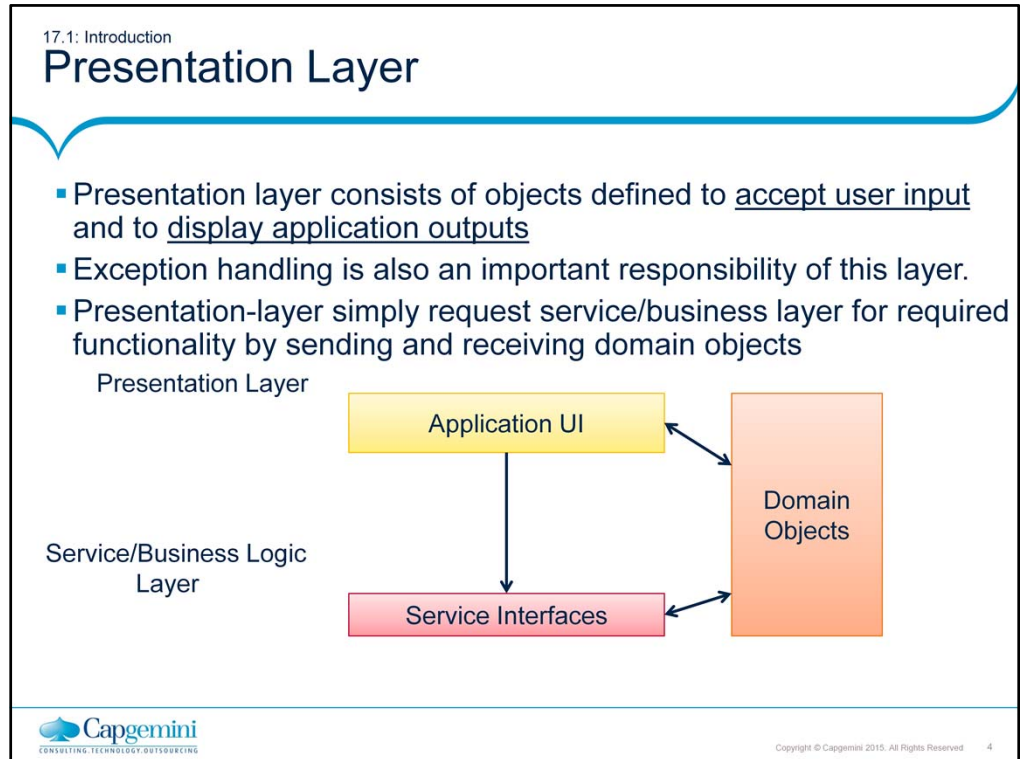 17.1: Introduction
Presentation Layer
▪ Presentation layer consists of objects defined to accept user input
and to display application outputs
▪ Exception handling is also an important responsibility of this layer.
▪ Presentation-layer simply request service/business layer for required
functionality by sending and receiving domain objects
Presentation Layer
Application UI
Domain
Objects
Service/Business Logic
Layer
Service Interfaces
Capgemini
CONSULTING.TECHNOLOGY.OUTSOURCING
Copyright © Capgemini 2015. All Rights Reserved 4